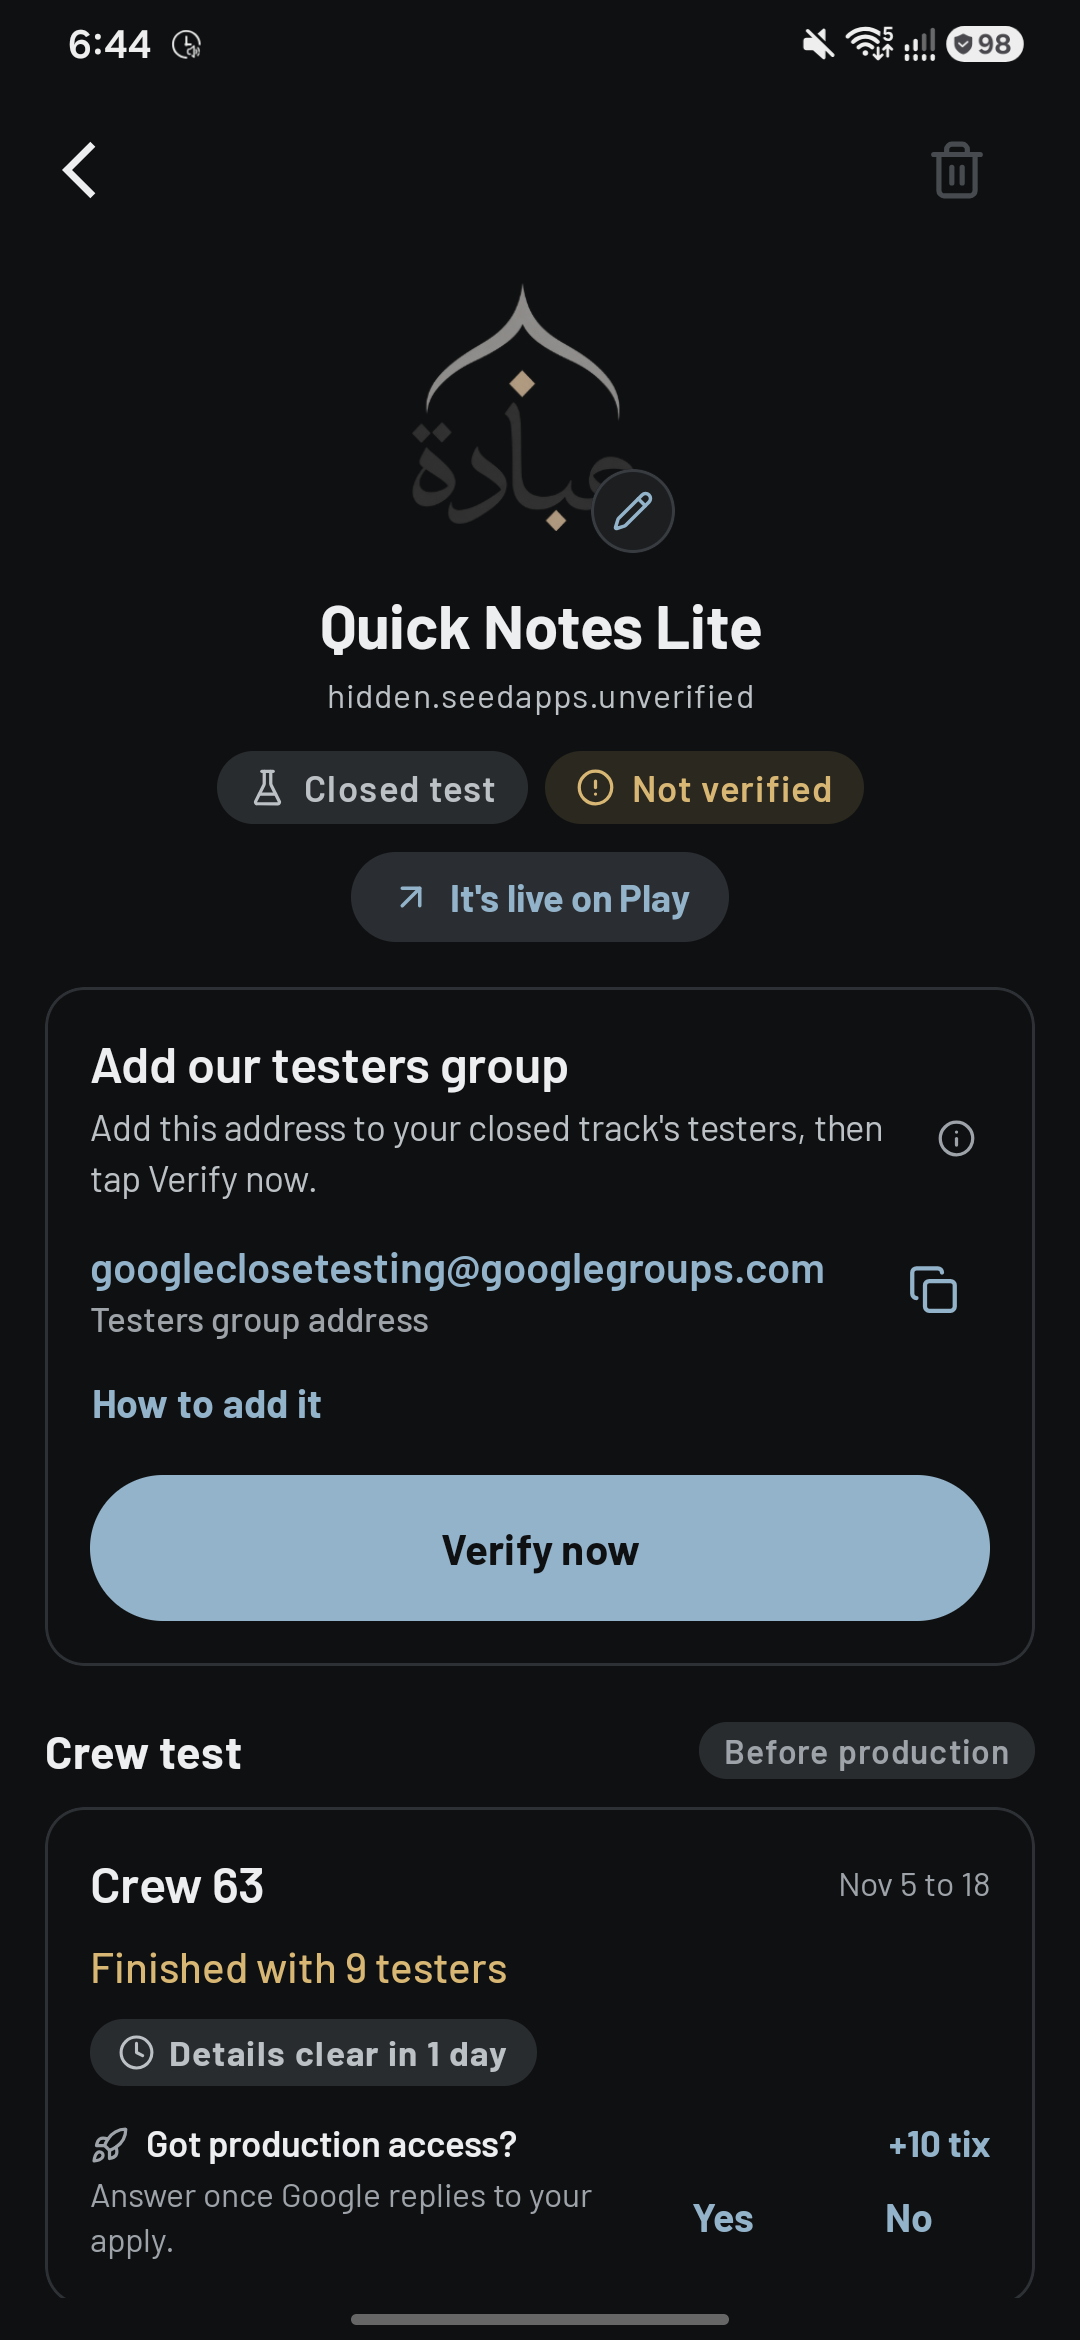 6:44
5
98
عبادة
Quick Notes Lite
hidden.seedapps.unverified
Closed test
Not verified
It's live on Play
Add our testers group
Add this address to your closed track's testers, then
tap Verify now.
googleclosetesting@googlegroups.com
Testers group address
How to add it
Verify now
Crew test
Before production
Crew 63
Nov 5 to 18
Finished with 9 testers
Details clear in 1 day
Got production access?
+10 tix
Answer once Google replies to your
apply.
Yes
No